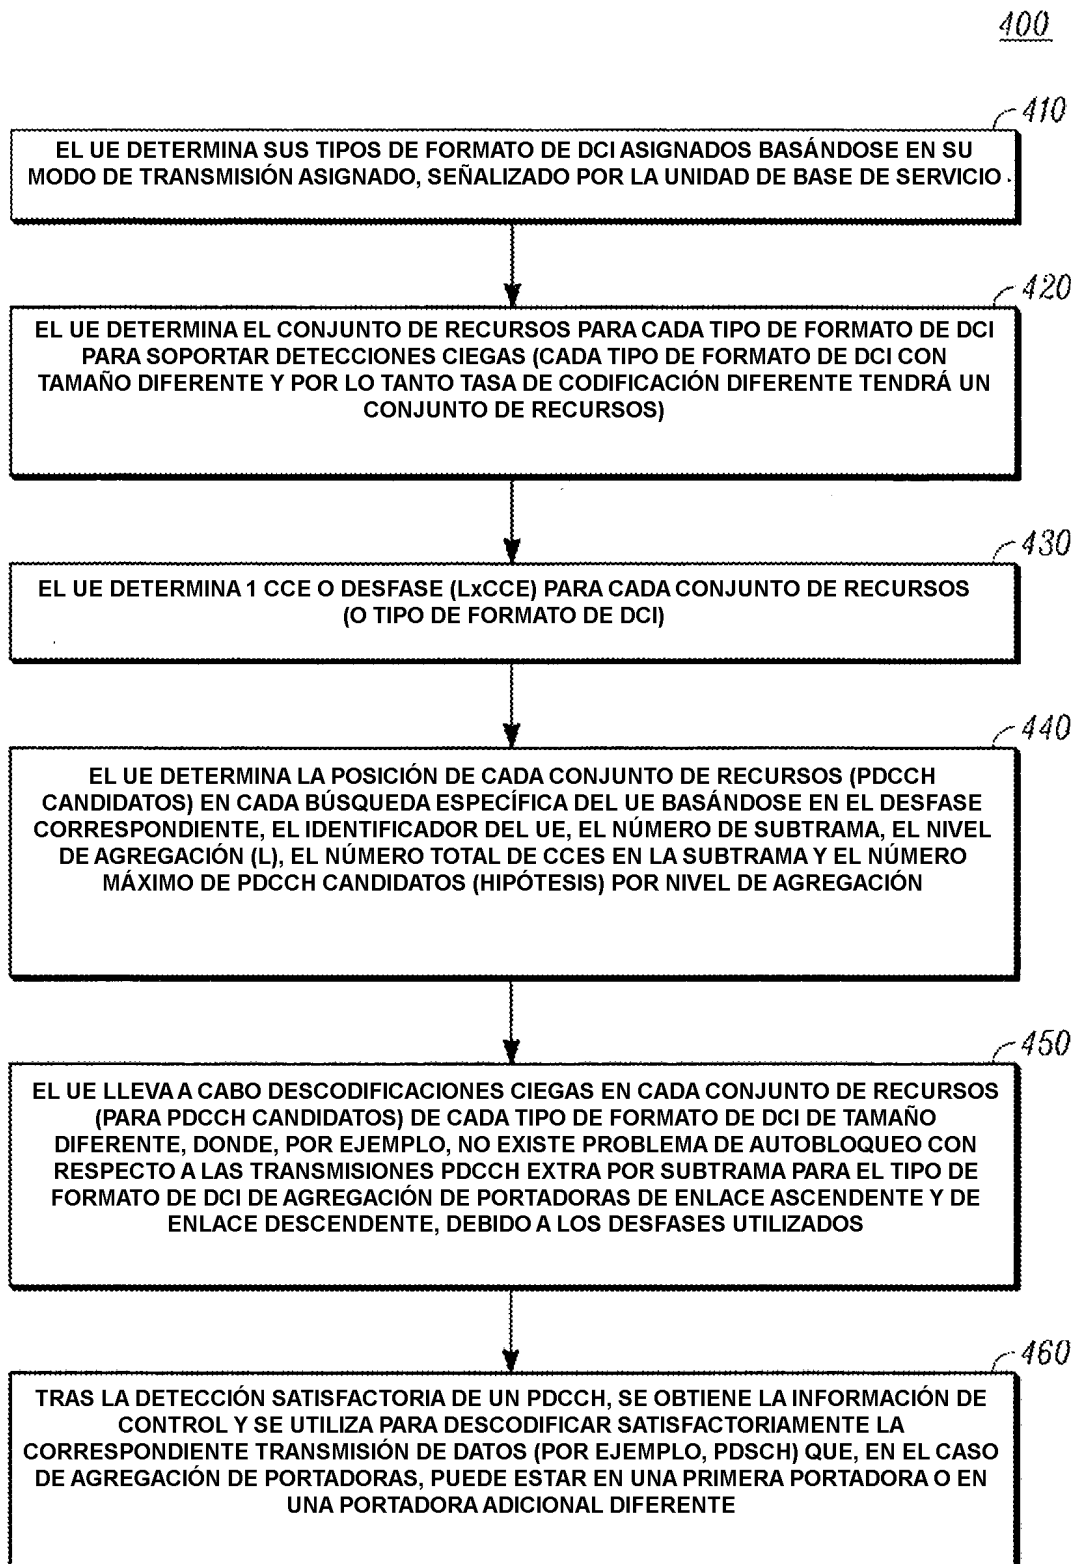 400
410
EL UE DETERMINA SUS TIPOS DE FORMATO DE DCI ASIGNADOS BASÁNDOSE EN SU
MODO DE TRANSMISIÓN ASIGNADO, SEÑALIZADO POR LA UNIDAD DE BASE DE SERVICIO .
420
EL UE DETERMINA EL CONJUNTO DE RECURSOS PARA CADA TIPO DE FORMATO DE DCI
PARA SOPORTAR DETECCIONES CIEGAS (CADA TIPO DE FORMATO DE DCI CON
TAMAÑO DIFERENTE Y POR LO TANTO TASA DE CODIFICACIÓN DIFERENTE TENDRÁ UN
CONJUNTO DE RECURSOS)
430
EL UE DETERMINA 1 CCE O DESFASE (LxCCE) PARA CADA CONJUNTO DE RECURSOS
(O TIPO DE FORMATO DE DCI)
440
EL UE DETERMINA LA POSICIÓN DE CADA CONJUNTO DE RECURSOS (PDCCH
CANDIDATOS) EN CADA BÚSQUEDA ESPECÍFICA DEL UE BASÁNDOSE EN EL DESFASE
CORRESPONDIENTE, EL IDENTIFICADOR DEL UE, EL NÚMERO DE SUBTRAMA, EL NIVEL
DE AGREGACIÓN (L), EL NÚMERO TOTAL DE CCES EN LA SUBTRAMA Y EL NÚMERO
MÁXIMO DE PDCCH CANDIDATOS (HIPÓTESIS) POR NIVEL DE AGREGACIÓN
450
EL UE LLEVA A CABO DESCODIFICACIONES CIEGAS EN CADA CONJUNTO DE RECURSOS
(PARA PDCCH CANDIDATOS) DE CADA TIPO DE FORMATO DE DCI DE TAMAÑO
DIFERENTE, DONDE, POR EJEMPLO, NO EXISTE PROBLEMA DE AUTOBLOQUEO CON
RESPECTO A LAS TRANSMISIONES PDCCH EXTRA POR SUBTRAMA PARA EL TIPO DE
FORMATO DE DCI DE AGREGACIÓN DE PORTADORAS DE ENLACE ASCENDENTE Y DE
ENLACE DESCENDENTE, DEBIDO A LOS DESFASES UTILIZADOS
460
TRAS LA DETECCIÓN SATISFACTORIA DE UN PDCCH, SE OBTIENE LA INFORMACIÓN DE
CONTROL Y SE UTILIZA PARA DESCODIFICAR SATISFACTORIAMENTE LA
CORRESPONDIENTE TRANSMISIÓN DE DATOS (POR EJEMPLO, PDSCH) QUE, EN EL CASO
DE AGREGACIÓN DE PORTADORAS, PUEDE ESTAR EN UNA PRIMERA PORTADORA O EN
UNA PORTADORA ADICIONAL DIFERENTE